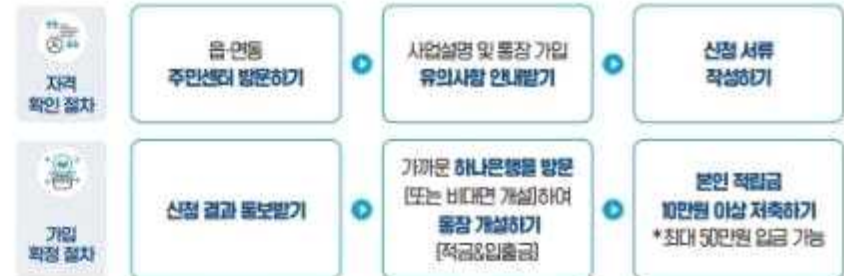 자격
확인 절차
읍·면동
주민센터 방문하기
사업설명 및 통장 가입
유의사항 안내받기
신청 서류
작성하기
가입
확정 절차
신청 결과 통보받기
가까운 하나은행을 방문
(또는 비대면 개설)하여
통장 개설하기
(적금&입출금)
본인 적립금
10만원 이상 저축하기
*최대 50만원 입금 가능